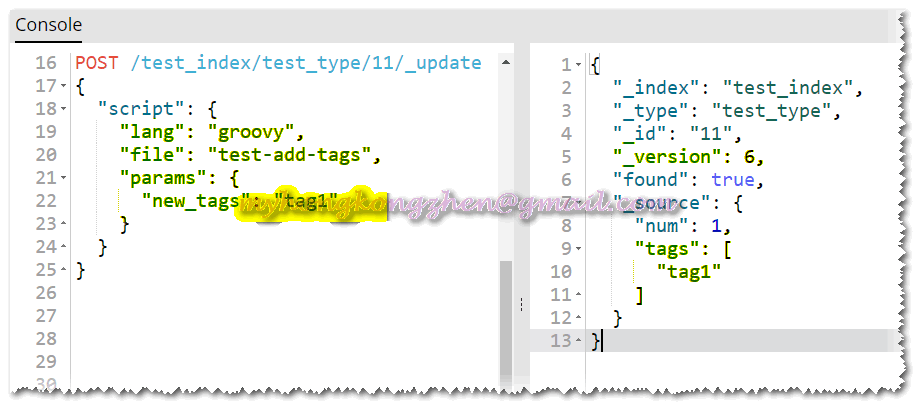 Console
16 POST /test_index/test_type/11/_update
17 {
18 "script": {
19 "lang": "groovy",
20 "file": "test-add-tags",
21 "params": {
22 "new_tags": "tag1"
23 }
24 }
25 }
26
27
28
28
29
30
1 {
2 "_index": "test_index",
3 "_type": "test_type",
4 "_id": "11",
5 "_version": 6,
6 "found": true,
7 "_source": {
8 "num": 1,
9 "tags": [
10 "tag1"
11 ]
12 }
13 }